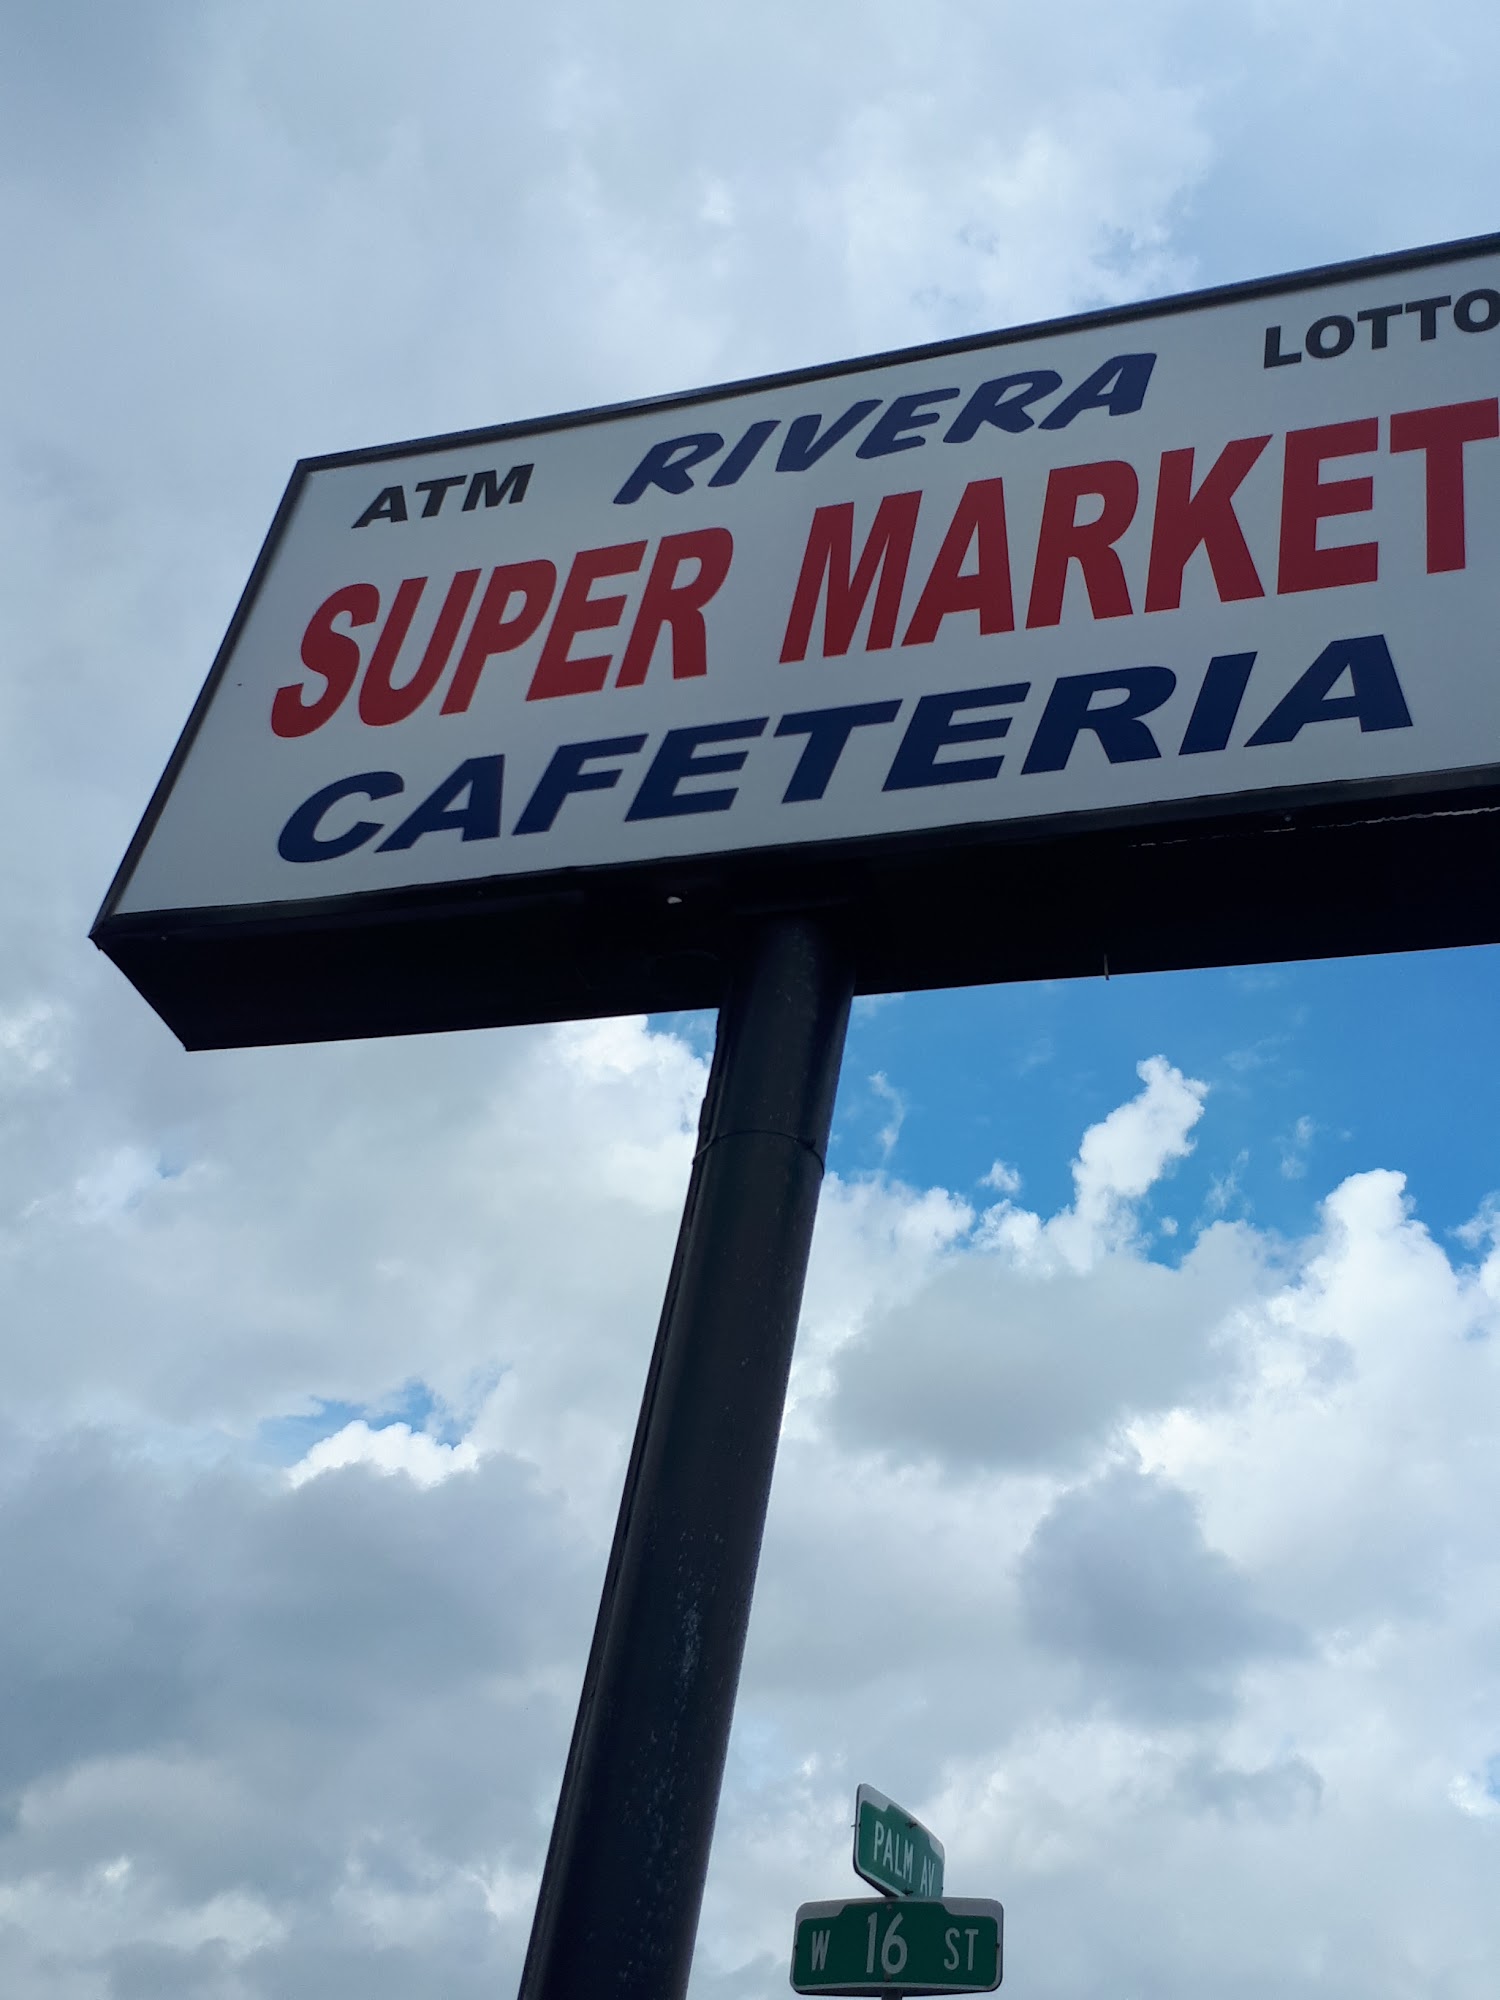 ATM RIVERA LOTTO
SUPER MARKET
CAFETERIA
PALM AV
W 16 ST